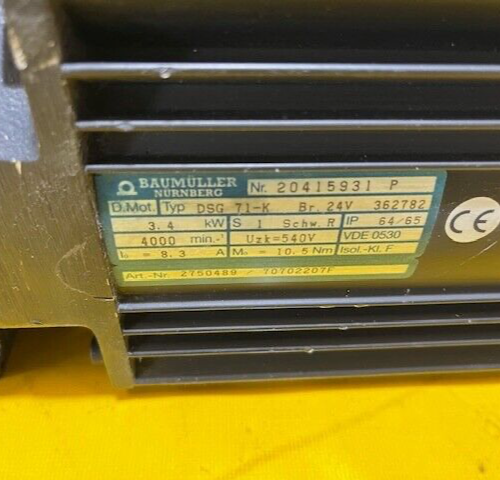 BAUMÜLLER NÜRNBERG Nr. 20415931 P
D.Mot. Typ DSG 71-K Br. 24V 362782
3.4 kW S 1 Schw. R IP 64/65
4000 min.-¹ Uzk=540V VDE 0530
I₀ = 8.3 A M₀ = 10.5 Nm Isol.-Kl. F
Art.-Nr. 2750489 / 70702207F
CE